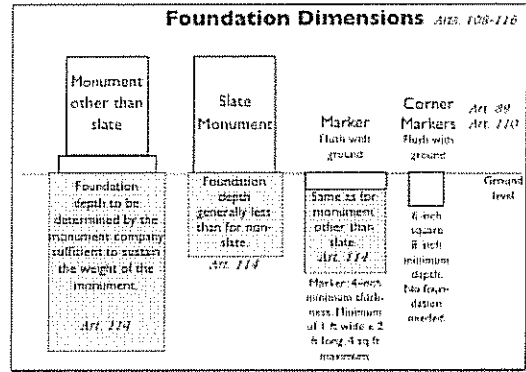 Foundation Dimensions Arts. 108-116
Monument
other than
slate
Slate
Monument
Marker
Flush with
ground
Corner
Markers
Flush with
ground
Art. 89
Art. 110
Ground
level
Foundation
depth to be
determined by the
monument company
sufficient to sustain
the weight of the
monument.
Art. 114
Foundation
depth
generally less
than for non-
slate.
Art. 114
Same as for
monument
other than
slate.
Art. 114
Marker: 4-inch
minimum thick-
ness. Minimum
of 1 ft wide x 2
ft long, 4 sq ft
maximum
6-inch
square
8 inch
minimum
depth.
No foun-
dation
needed.